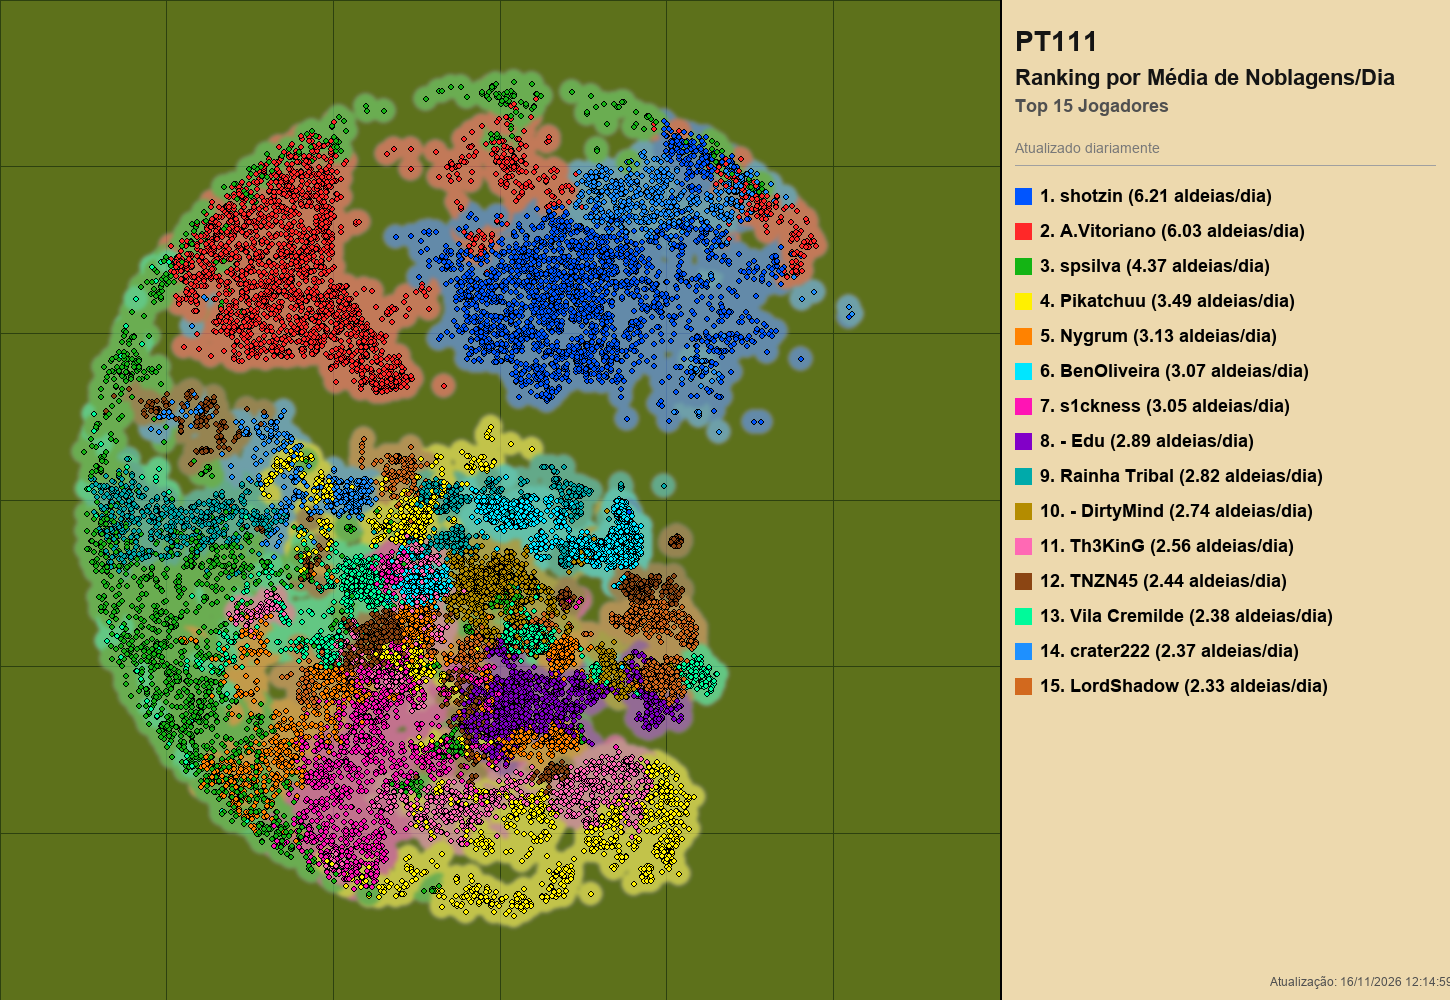 PT111
Ranking por Média de Noblagens/Dia
Top 15 Jogadores
Atualizado diariamente
1. shotzin (6.21 aldeias/dia)
2. A.Vitoriano (6.03 aldeias/dia)
3. spsilva (4.37 aldeias/dia)
4. Pikatchuu (3.49 aldeias/dia)
5. Nygrum (3.13 aldeias/dia)
6. BenOliveira (3.07 aldeias/dia)
7. s1ckness (3.05 aldeias/dia)
8. - Edu (2.89 aldeias/dia)
9. Rainha Tribal (2.82 aldeias/dia)
10. - DirtyMind (2.74 aldeias/dia)
11. Th3KinG (2.56 aldeias/dia)
12. TNZN45 (2.44 aldeias/dia)
13. Vila Cremilde (2.38 aldeias/dia)
14. crater222 (2.37 aldeias/dia)
15. LordShadow (2.33 aldeias/dia)
Atualização: 16/11/2026 12:14:59